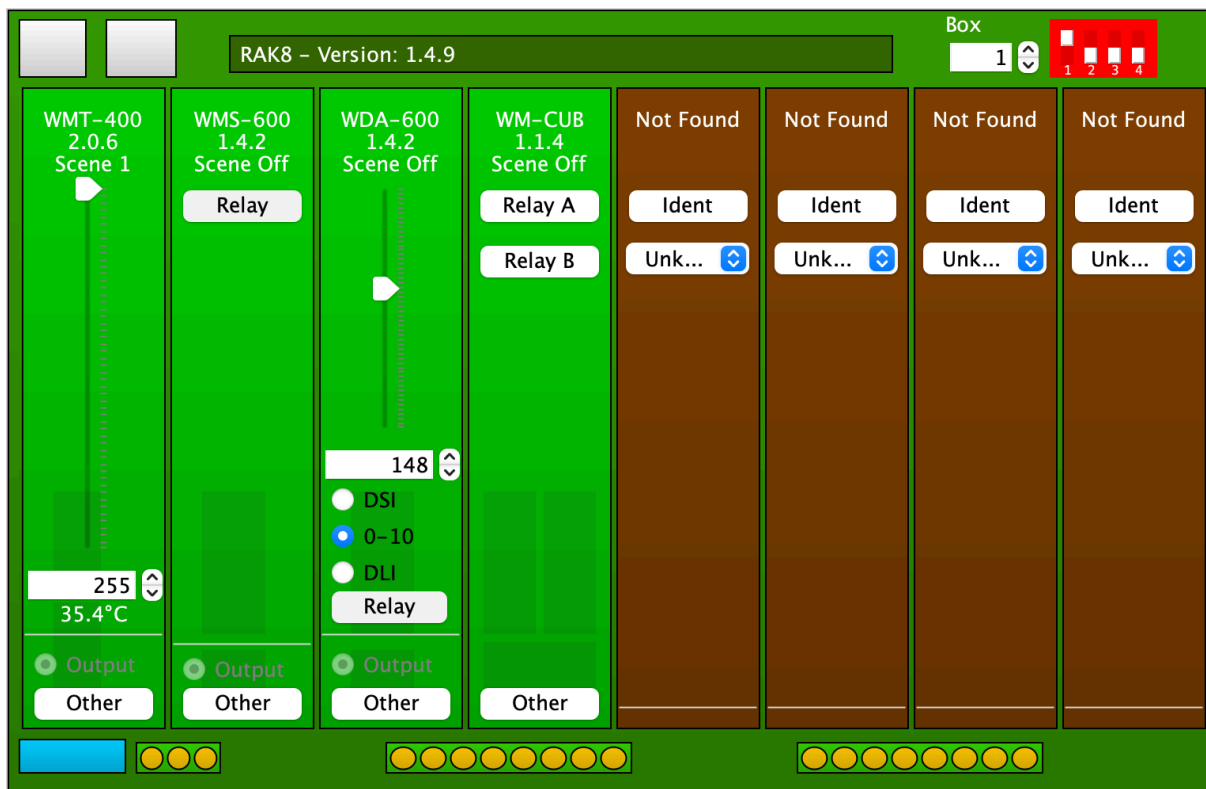 Box
RAK8 – Version: 1.4.9
1
1 2 3 4
WMT-400
2.0.6
Scene 1
255
35.4°C
Output
Other
WMS-600
1.4.2
Scene Off
Relay
Output
Other
WDA-600
1.4.2
Scene Off
148
DSI
0-10
DLI
Relay
Output
Other
WM-CUB
1.1.4
Scene Off
Relay A
Relay B
Other
Not Found
Ident
Unk...
Not Found
Ident
Unk...
Not Found
Ident
Unk...
Not Found
Ident
Unk...